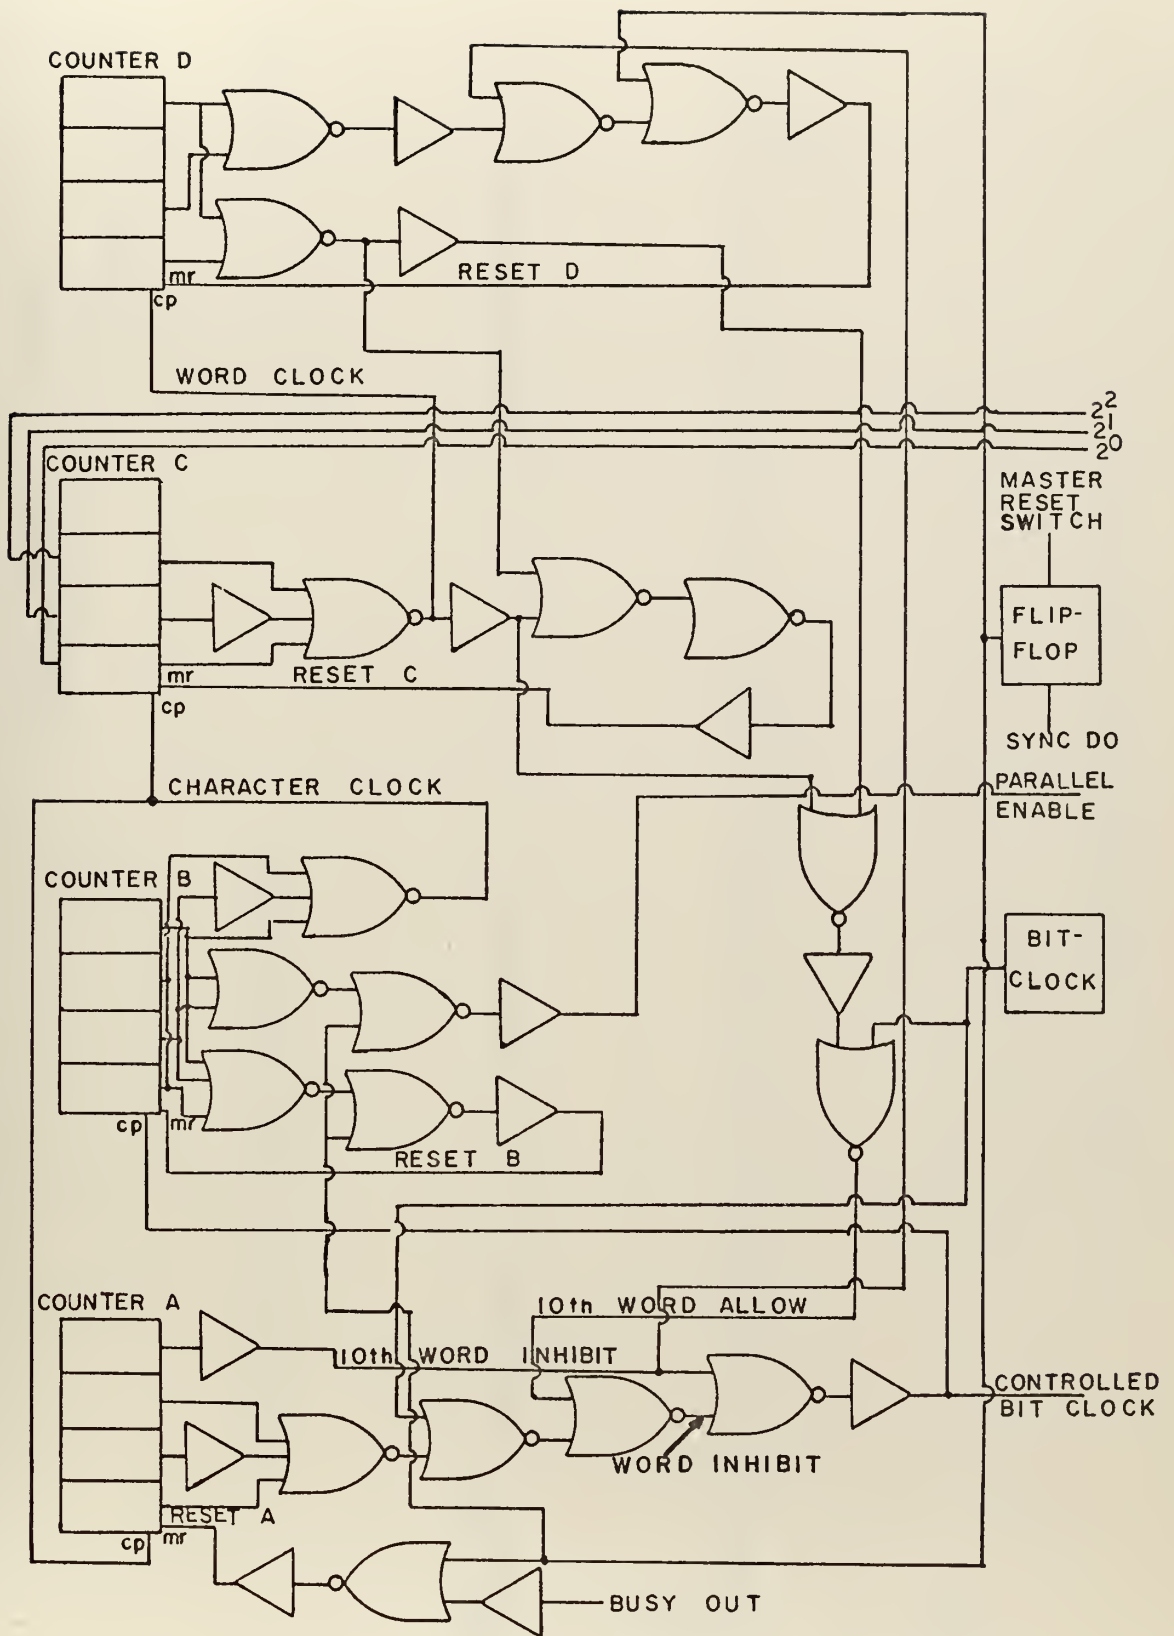 COUNTER D
mr
RESET D
cp
WORD CLOCK
2²
2¹
2⁰
COUNTER C
MASTER
RESET
SWITCH
FLIP-
FLOP
mr
RESET C
cp
SYNC DO
CHARACTER CLOCK
PARALLEL
ENABLE
COUNTER B
BIT-
CLOCK
cp
mr
RESET B
COUNTER A
10th WORD ALLOW
10th WORD INHIBIT
CONTROLLED
BIT CLOCK
WORD INHIBIT
RESET A
cp
mr
BUSY OUT